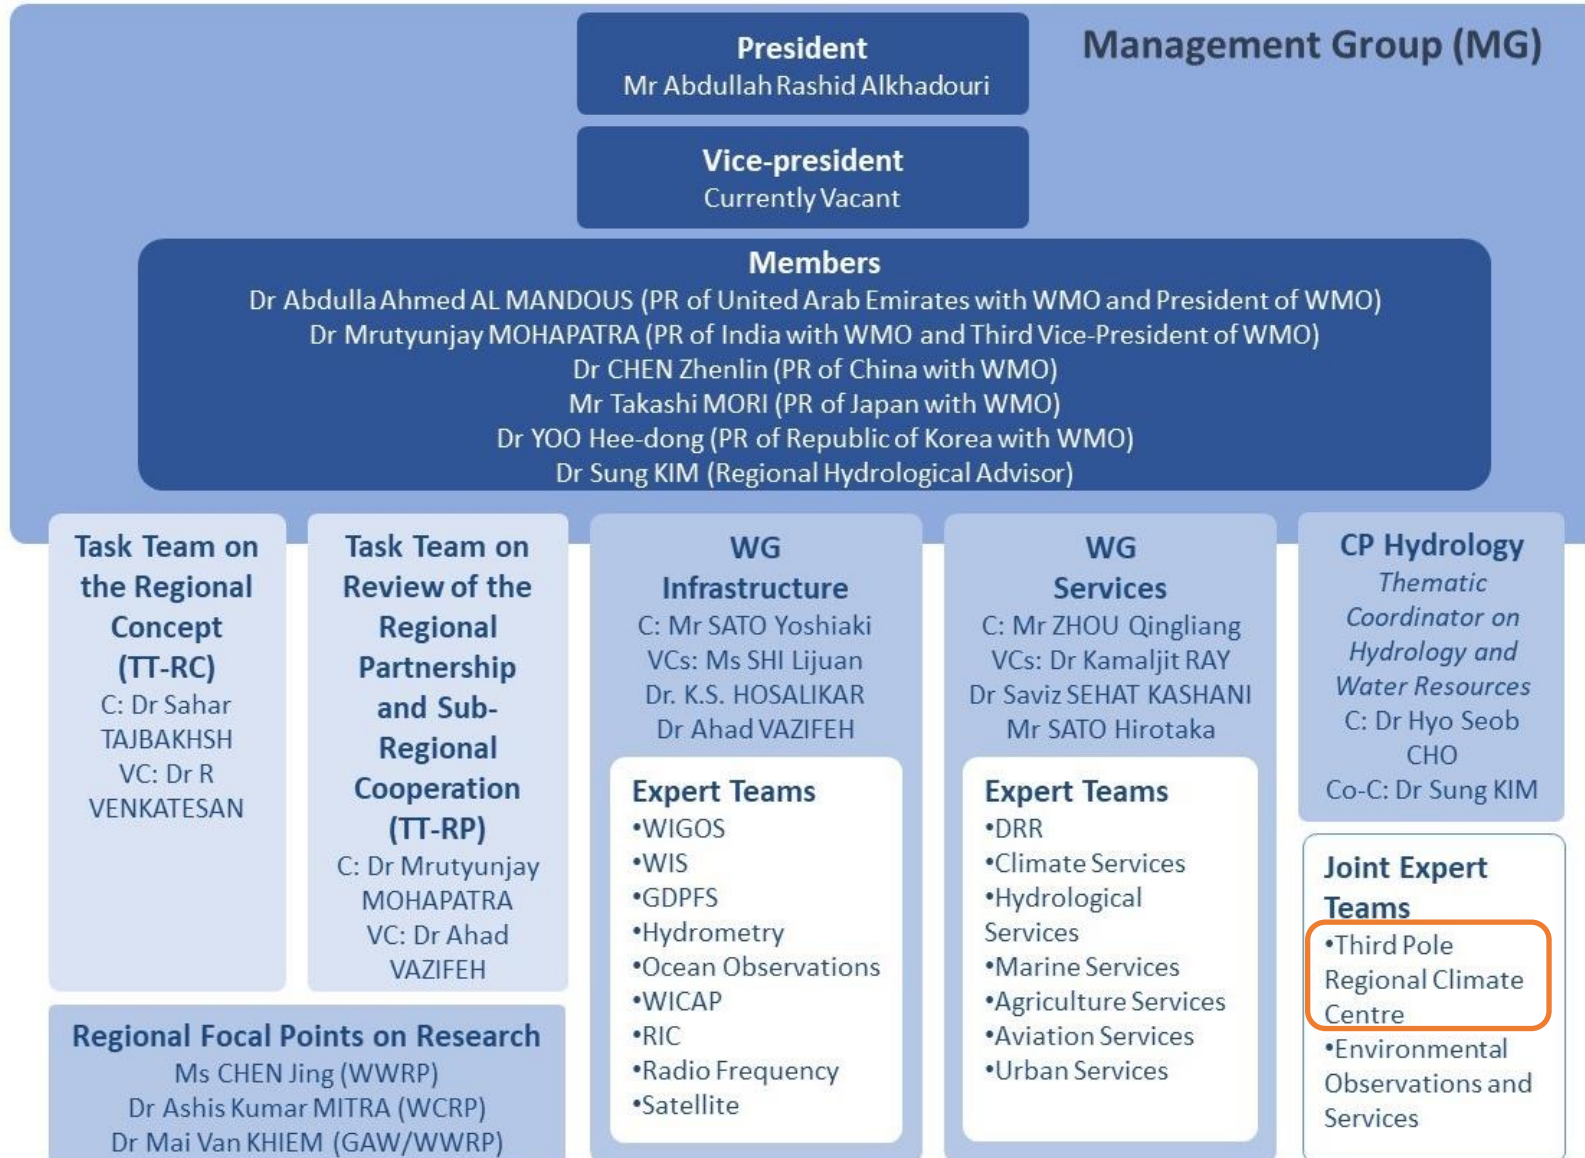 Management Group (MG)
President
Mr Abdullah Rashid Alkhadouri
Vice-president
Currently Vacant
Members
Dr Abdulla Ahmed AL MANDOUS (PR of United Arab Emirates with WMO and President of WMO)
Dr Mrutyunjay MOHAPATRA (PR of India with WMO and Third Vice-President of WMO)
Dr CHEN Zhenlin (PR of China with WMO)
Mr Takashi MORI (PR of Japan with WMO)
Dr YOO Hee-dong (PR of Republic of Korea with WMO)
Dr Sung KIM (Regional Hydrological Advisor)
Task Team on
the Regional
Concept
(TT-RC)
C: Dr Sahar
TAJBAKHSH
VC: Dr R
VENKATESAN
Task Team on
Review of the
Regional
Partnership
and Sub-
Regional
Cooperation
(TT-RP)
C: Dr Mrutyunjay
MOHAPATRA
VC: Dr Ahad
VAZIFEH
Regional Focal Points on Research
Ms CHEN Jing (WWRP)
Dr Ashis Kumar MITRA (WCRP)
Dr Mai Van KHIEM (GAW/WWRP)
WG
Infrastructure
C: Mr SATO Yoshiaki
VCs: Ms SHI Lijuan
Dr. K.S. HOSALIKAR
Dr Ahad VAZIFEH
Expert Teams
•WIGOS
•WIS
•GDPFS
•Hydrometry
•Ocean Observations
•WICAP
•RIC
•Radio Frequency
•Satellite
WG
Services
C: Mr ZHOU Qingliang
VCs: Dr Kamaljit RAY
Dr Saviz SEHAT KASHANI
Mr SATO Hirotaka
Expert Teams
•DRR
•Climate Services
•Hydrological
Services
•Marine Services
•Agriculture Services
•Aviation Services
•Urban Services
CP Hydrology
Thematic
Coordinator on
Hydrology and
Water Resources
C: Dr Hyo Seob
CHO
Co-C: Dr Sung KIM
Joint Expert
Teams
•Third Pole
Regional Climate
Centre
•Environmental
Observations and
Services